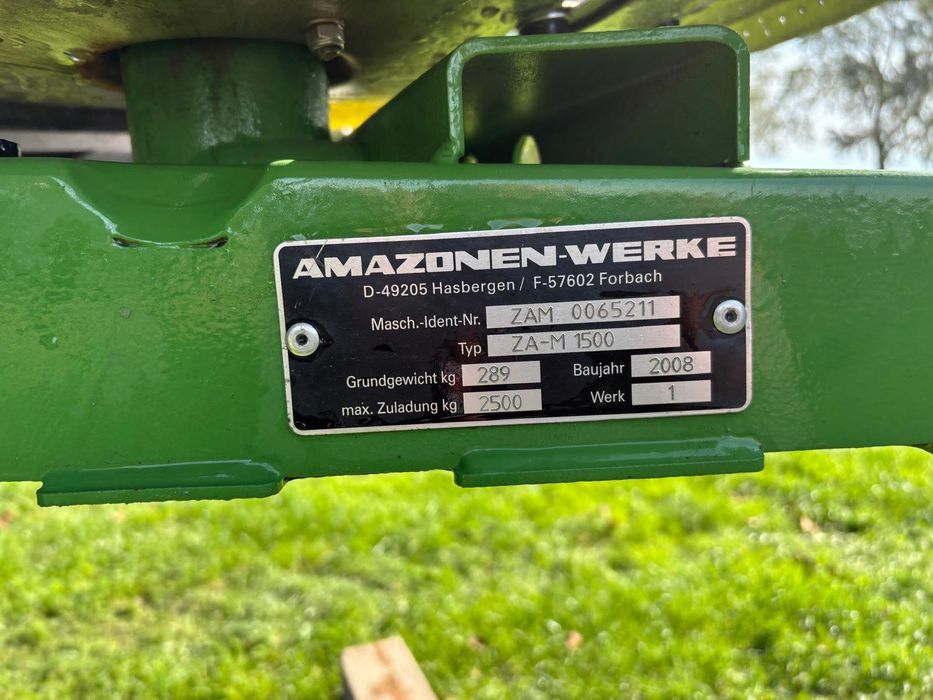 AMAZONEN-WERKE
D-49205 Hasbergen / F-57602 Forbach
Masch.-Ident-Nr. ZAM 0065211
Typ ZA-M 1500
Grundgewicht kg 289 Baujahr 2008
max. Zuladung kg 2500 Werk 1